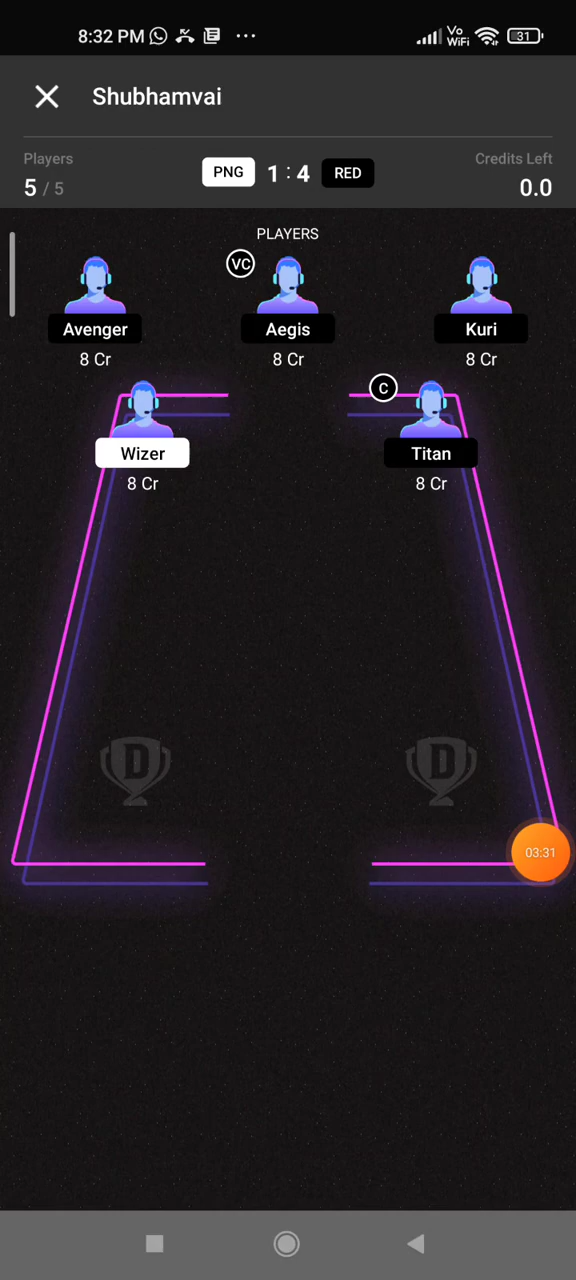 8:32 PM
Vo
WiFi
31
Shubhamvai
Players
Credits Left
5 / 5
PNG 1 : 4 RED
0.0
PLAYERS
VC
Avenger
Aegis
Kuri
8 Cr
8 Cr
8 Cr
C
Wizer
Titan
8 Cr
8 Cr
D
D
03:31